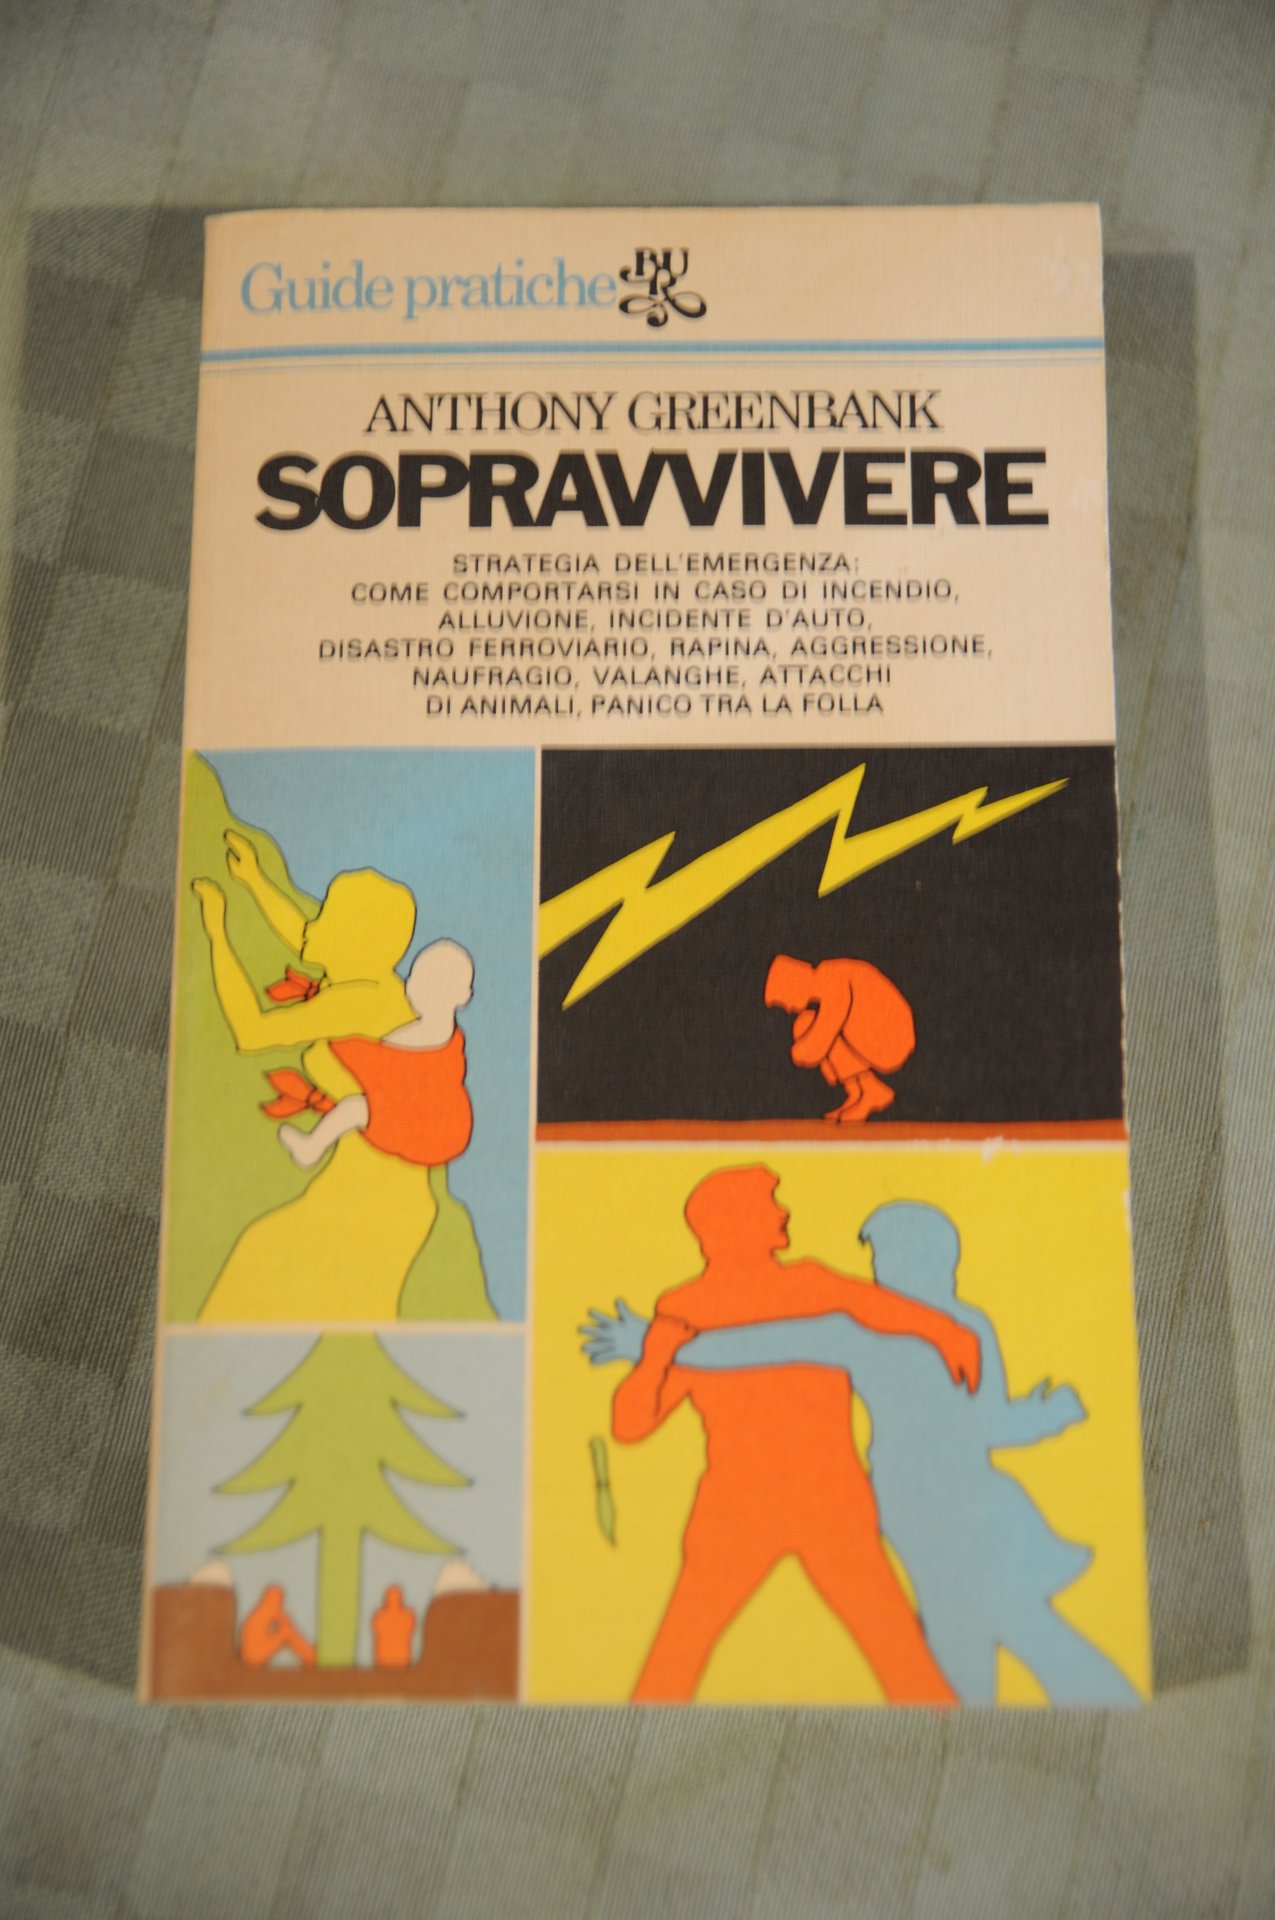 Guide pratiche BUR
ANTHONY GREENBANK
SOPRAVVIVERE
STRATEGIA DELL'EMERGENZA:
COME COMPORTARSI IN CASO DI INCENDIO,
ALLUVIONE, INCIDENTE D'AUTO,
DISASTRO FERROVIARIO, RAPINA, AGGRESSIONE,
NAUFRAGIO, VALANGHE, ATTACCHI
DI ANIMALI, PANICO TRA LA FOLLA